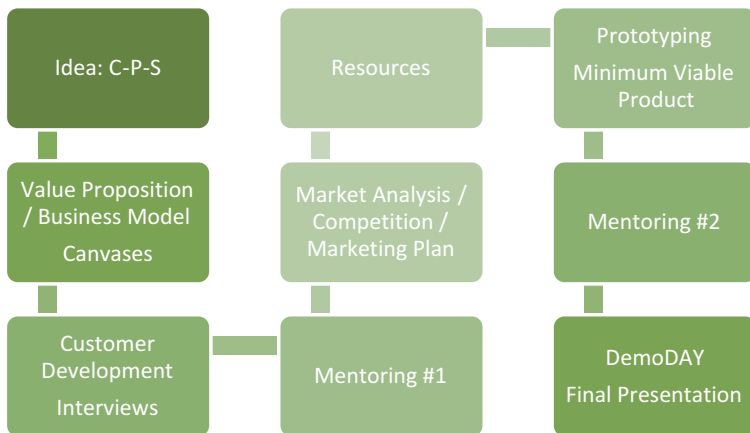 Idea: C-P-S
Value Proposition
/ Business Model
Canvases
Customer
Development
Interviews
Mentoring #1
Market Analysis /
Competition /
Marketing Plan
Resources
Prototyping
Minimum Viable
Product
Mentoring #2
DemoDAY
Final Presentation